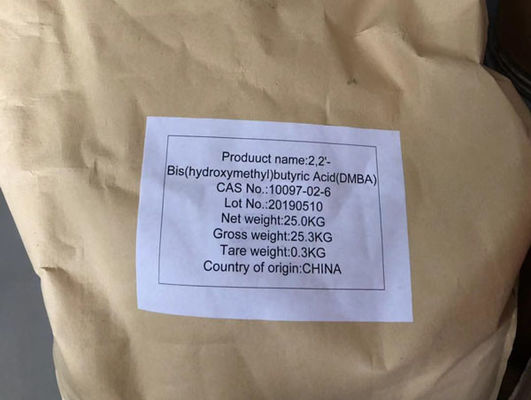 Produuct name:2,2'-
Bis(hydroxymethyl)butyric Acid(DMBA)
CAS No.:10097-02-6
Lot No.:20190510
Net weight:25.0KG
Gross weight:25.3KG
Tare weight:0.3KG
Country of origin:CHINA